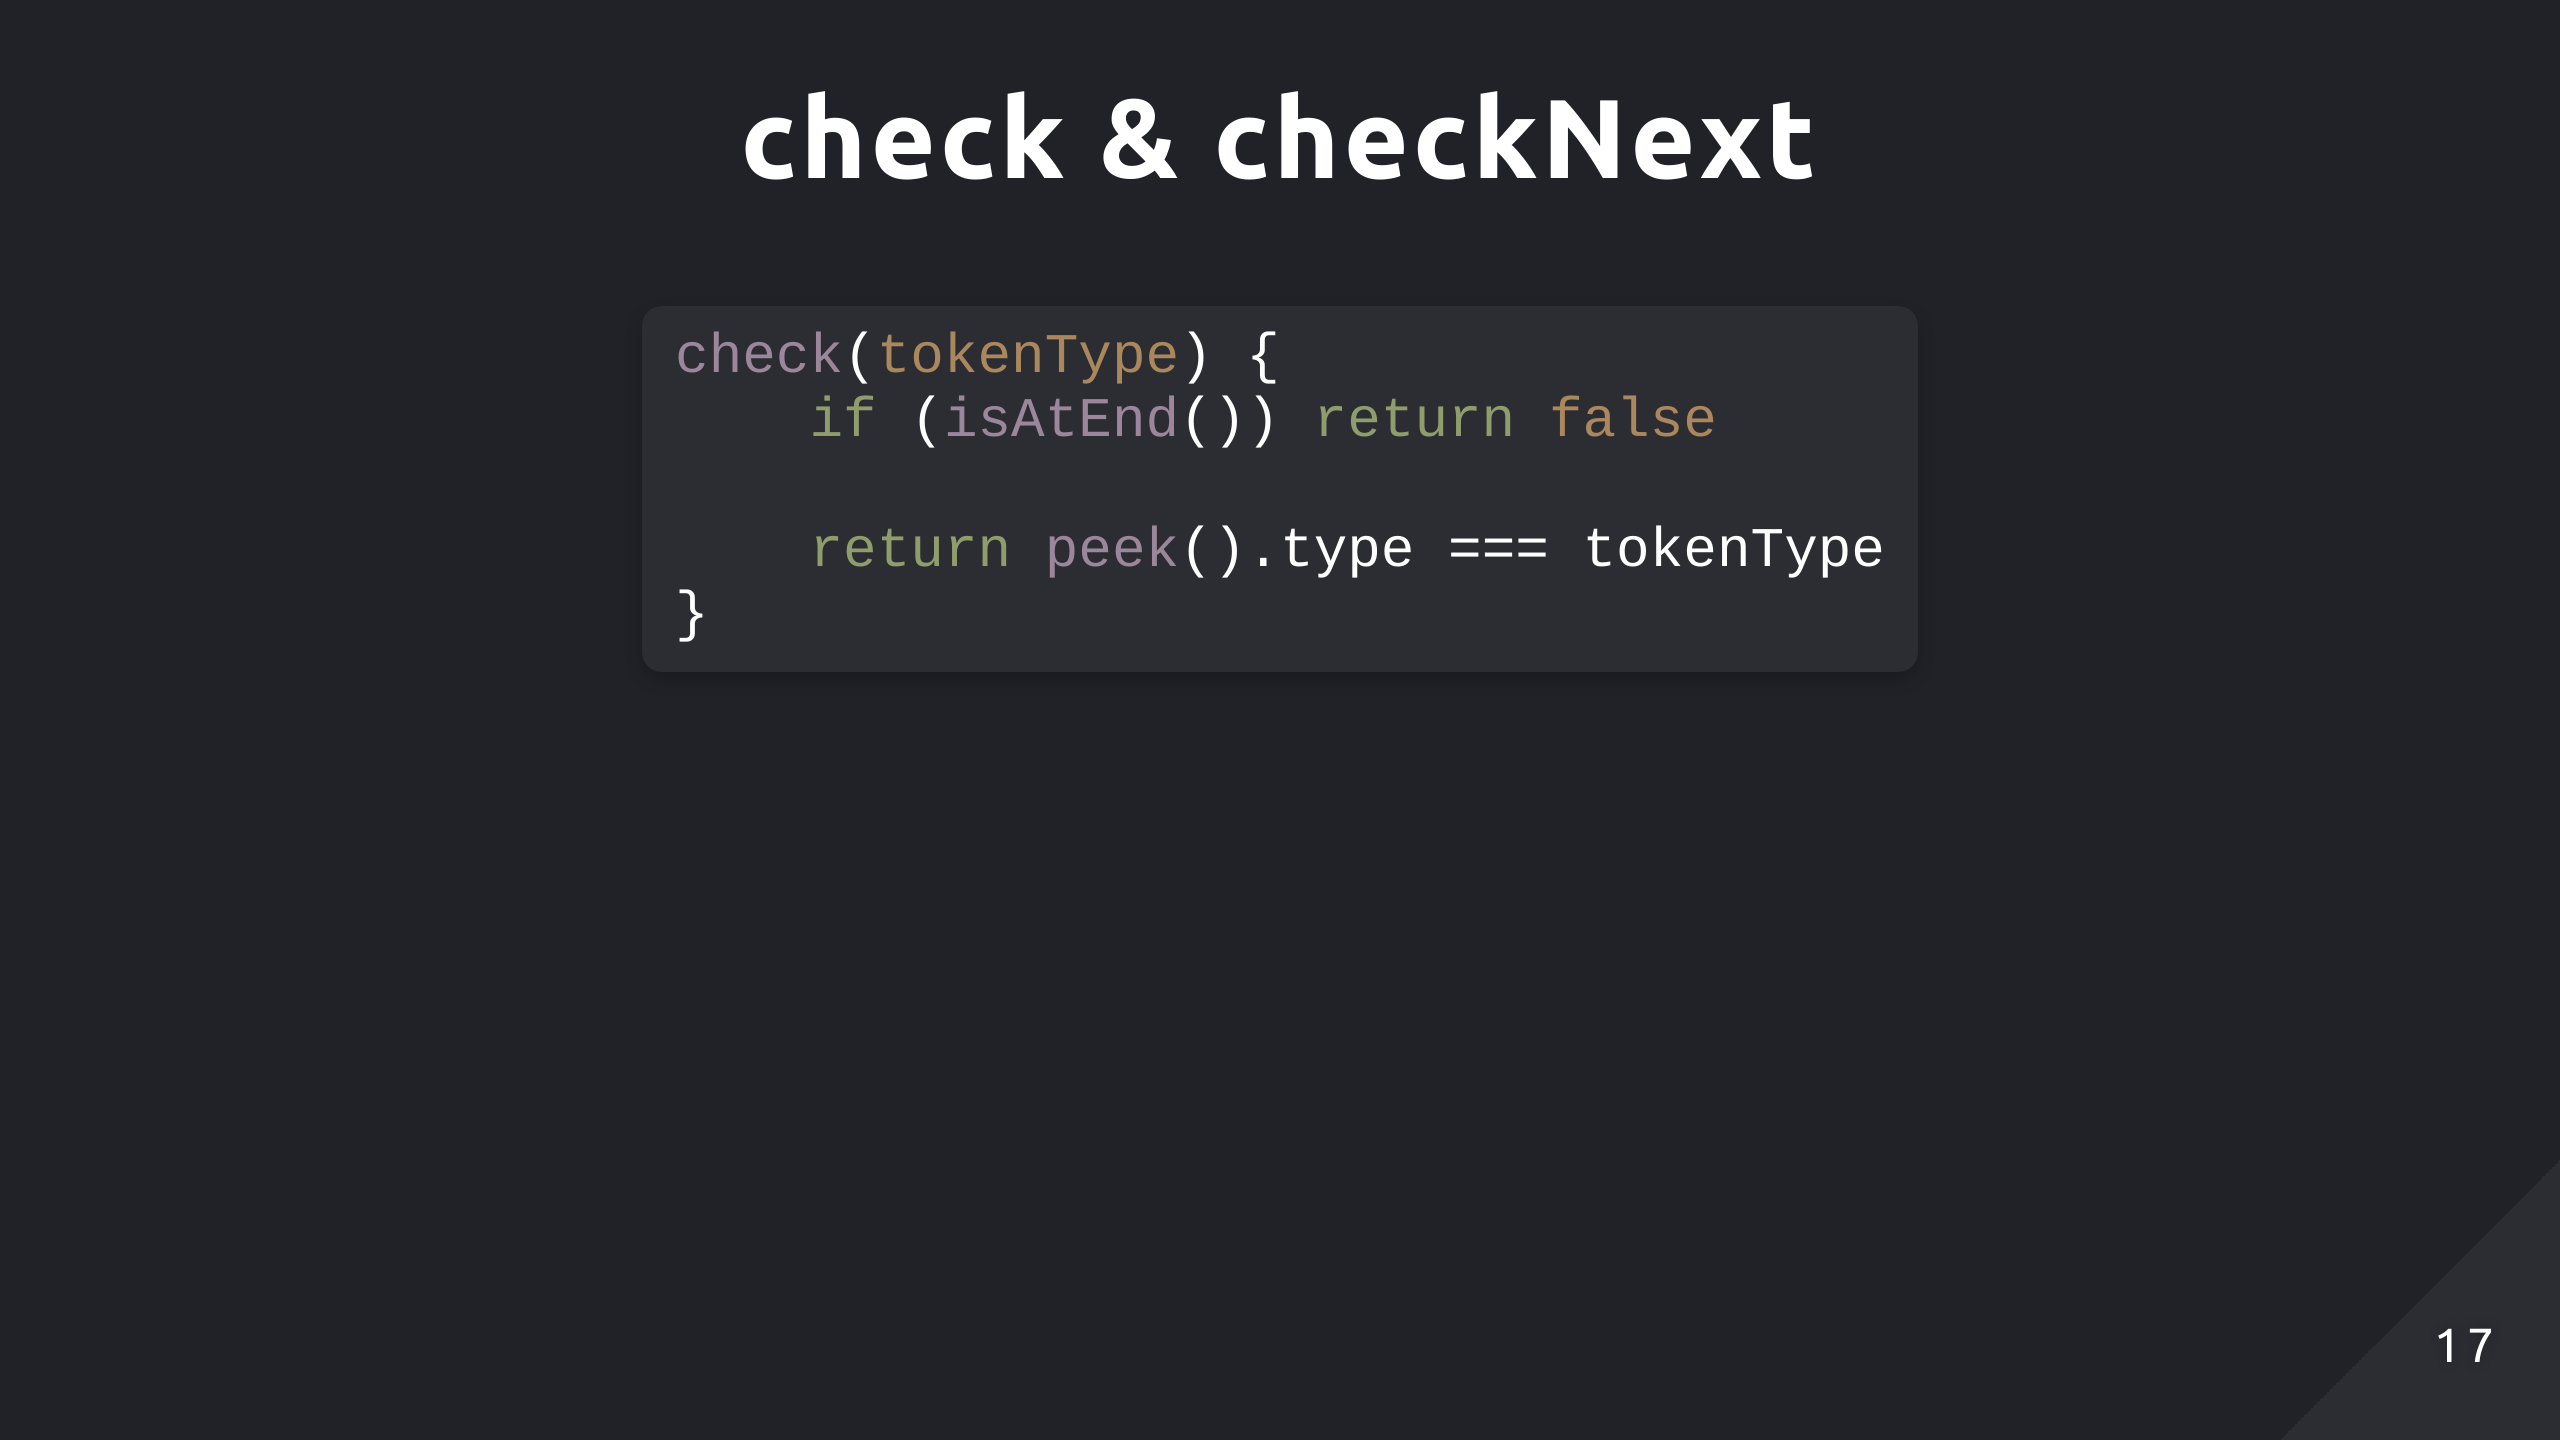 check & checkNext
check(tokenType) {
    if (isAtEnd()) return false

    return peek().type === tokenType
}
17